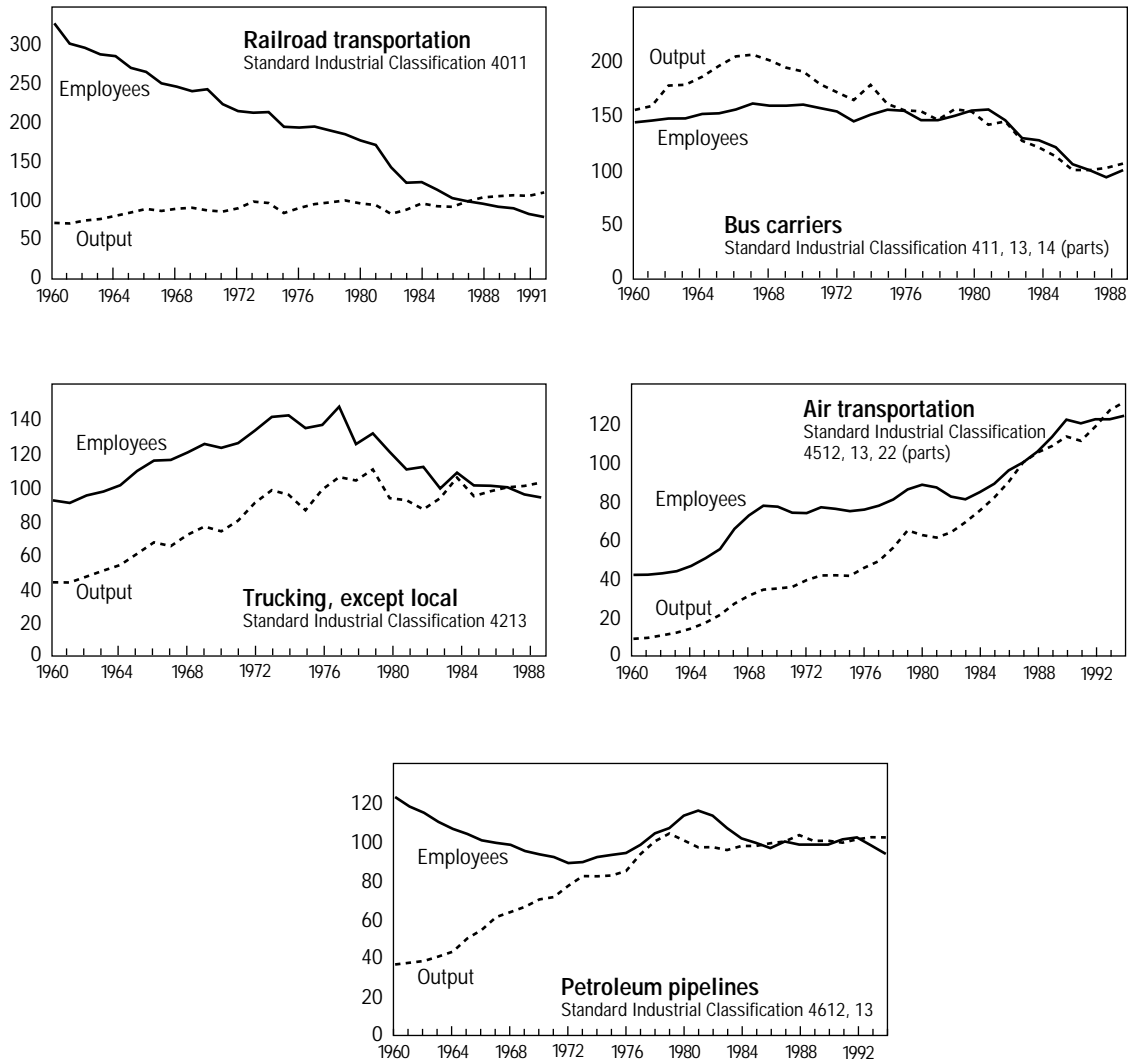 Railroad transportation
Standard Industrial Classification 4011
Employees
Output
300
250
200
150
100
50
0
1960 1964 1968 1972 1976 1980 1984 1988 1991
Bus carriers
Standard Industrial Classification 411, 13, 14 (parts)
Output
Employees
200
150
100
50
0
1960 1964 1968 1972 1976 1980 1984 1988
Trucking, except local
Standard Industrial Classification 4213
Employees
Output
140
120
100
80
60
40
20
0
1960 1964 1968 1972 1976 1980 1984 1988
Air transportation
Standard Industrial Classification
4512, 13, 22 (parts)
Employees
Output
120
100
80
60
40
20
0
1960 1964 1968 1972 1976 1980 1984 1988 1992
Petroleum pipelines
Standard Industrial Classification 4612, 13
Employees
Output
120
100
80
60
40
20
0
1960 1964 1968 1972 1976 1980 1984 1988 1992